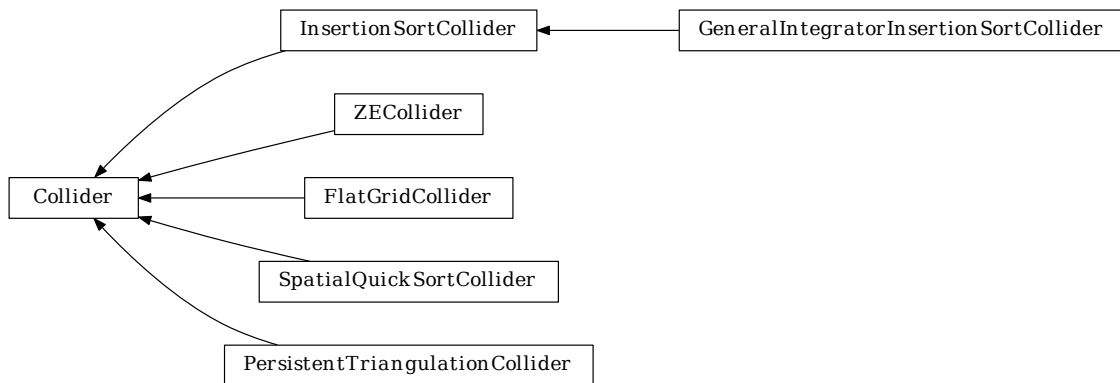 InsertionSortCollider
GeneralIntegratorInsertionSortCollider
ZECollider
Collider
FlatGridCollider
SpatialQuickSortCollider
PersistentTriangulationCollider